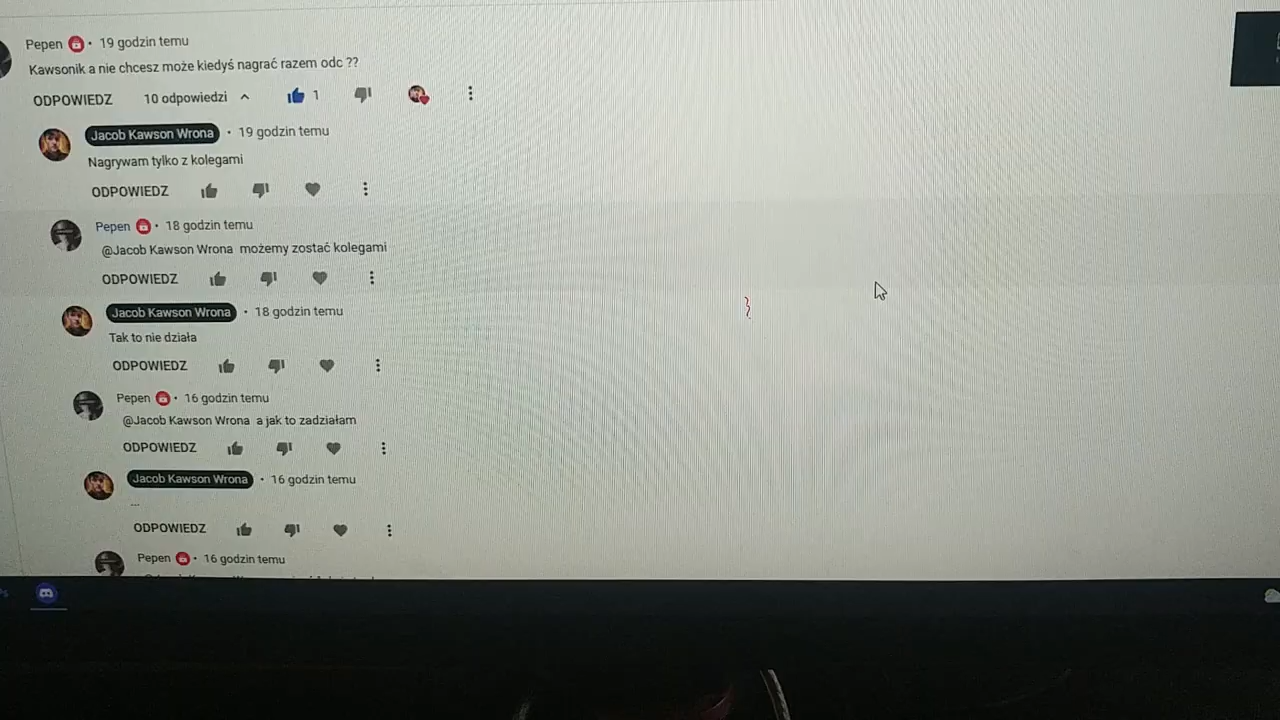 Pepen • 19 godzin temu
Kawsonik a nie chcesz może kiedyś nagrać razem odc ??
ODPOWIEDZ 10 odpowiedzi 1
Jacob Kawson Wrona • 19 godzin temu
Nagrywam tylko z kolegami
ODPOWIEDZ
Pepen • 18 godzin temu
@Jacob Kawson Wrona możemy zostać kolegami
ODPOWIEDZ
Jacob Kawson Wrona • 18 godzin temu
Tak to nie działa
ODPOWIEDZ
Pepen • 16 godzin temu
@Jacob Kawson Wrona a jak to zadziałam
ODPOWIEDZ
Jacob Kawson Wrona • 16 godzin temu
...
ODPOWIEDZ
Pepen • 16 godzin temu